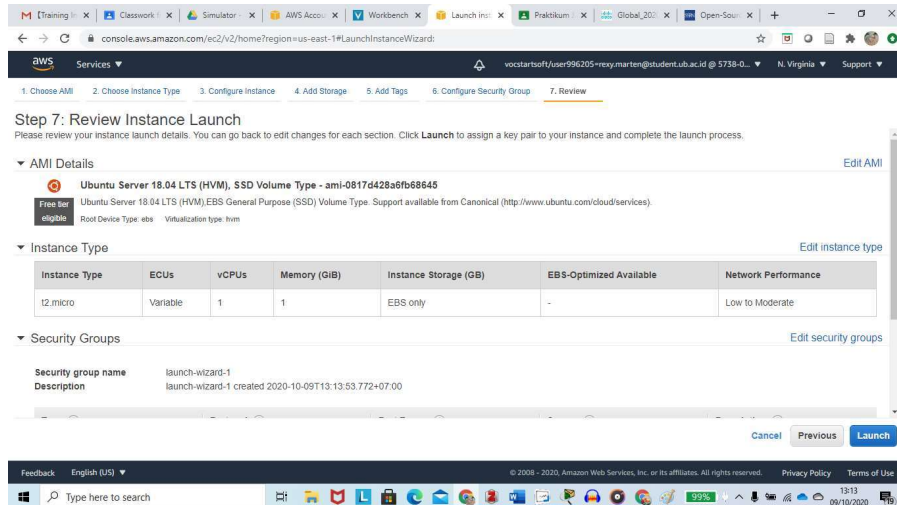 [Training in
Classwork f
Simulator -
AWS Accou
Workbench
Launch inst
Praktikum
Global_202
Open-Sour
console.aws.amazon.com/ec2/v2/home?region=us-east-1#LaunchInstanceWizard:
aws Services vocstartsoft/user996205=rexy.marten@student.ub.ac.id @ 5738-0... N. Virginia Support
1. Choose AMI 2. Choose Instance Type 3. Configure Instance 4. Add Storage 5. Add Tags 6. Configure Security Group 7. Review
Step 7: Review Instance Launch
Please review your instance launch details. You can go back to edit changes for each section. Click Launch to assign a key pair to your instance and complete the launch process.
AMI Details Edit AMI
Ubuntu Server 18.04 LTS (HVM), SSD Volume Type - ami-0817d428a6fb68645
Free tier eligible
Ubuntu Server 18.04 LTS (HVM),EBS General Purpose (SSD) Volume Type. Support available from Canonical (http://www.ubuntu.com/cloud/services).
Root Device Type: ebs Virtualization type: hvm
Instance Type Edit instance type
Instance Type ECUs vCPUs Memory (GiB) Instance Storage (GB) EBS-Optimized Available Network Performance
t2.micro Variable 1 1 EBS only - Low to Moderate
Security Groups Edit security groups
Security group name launch-wizard-1
Description launch-wizard-1 created 2020-10-09T13:13:53.772+07:00
Cancel Previous Launch
Feedback English (US) © 2008 - 2020, Amazon Web Services, Inc. or its affiliates. All rights reserved. Privacy Policy Terms of Use
Type here to search 99% 13:13
09/10/2020